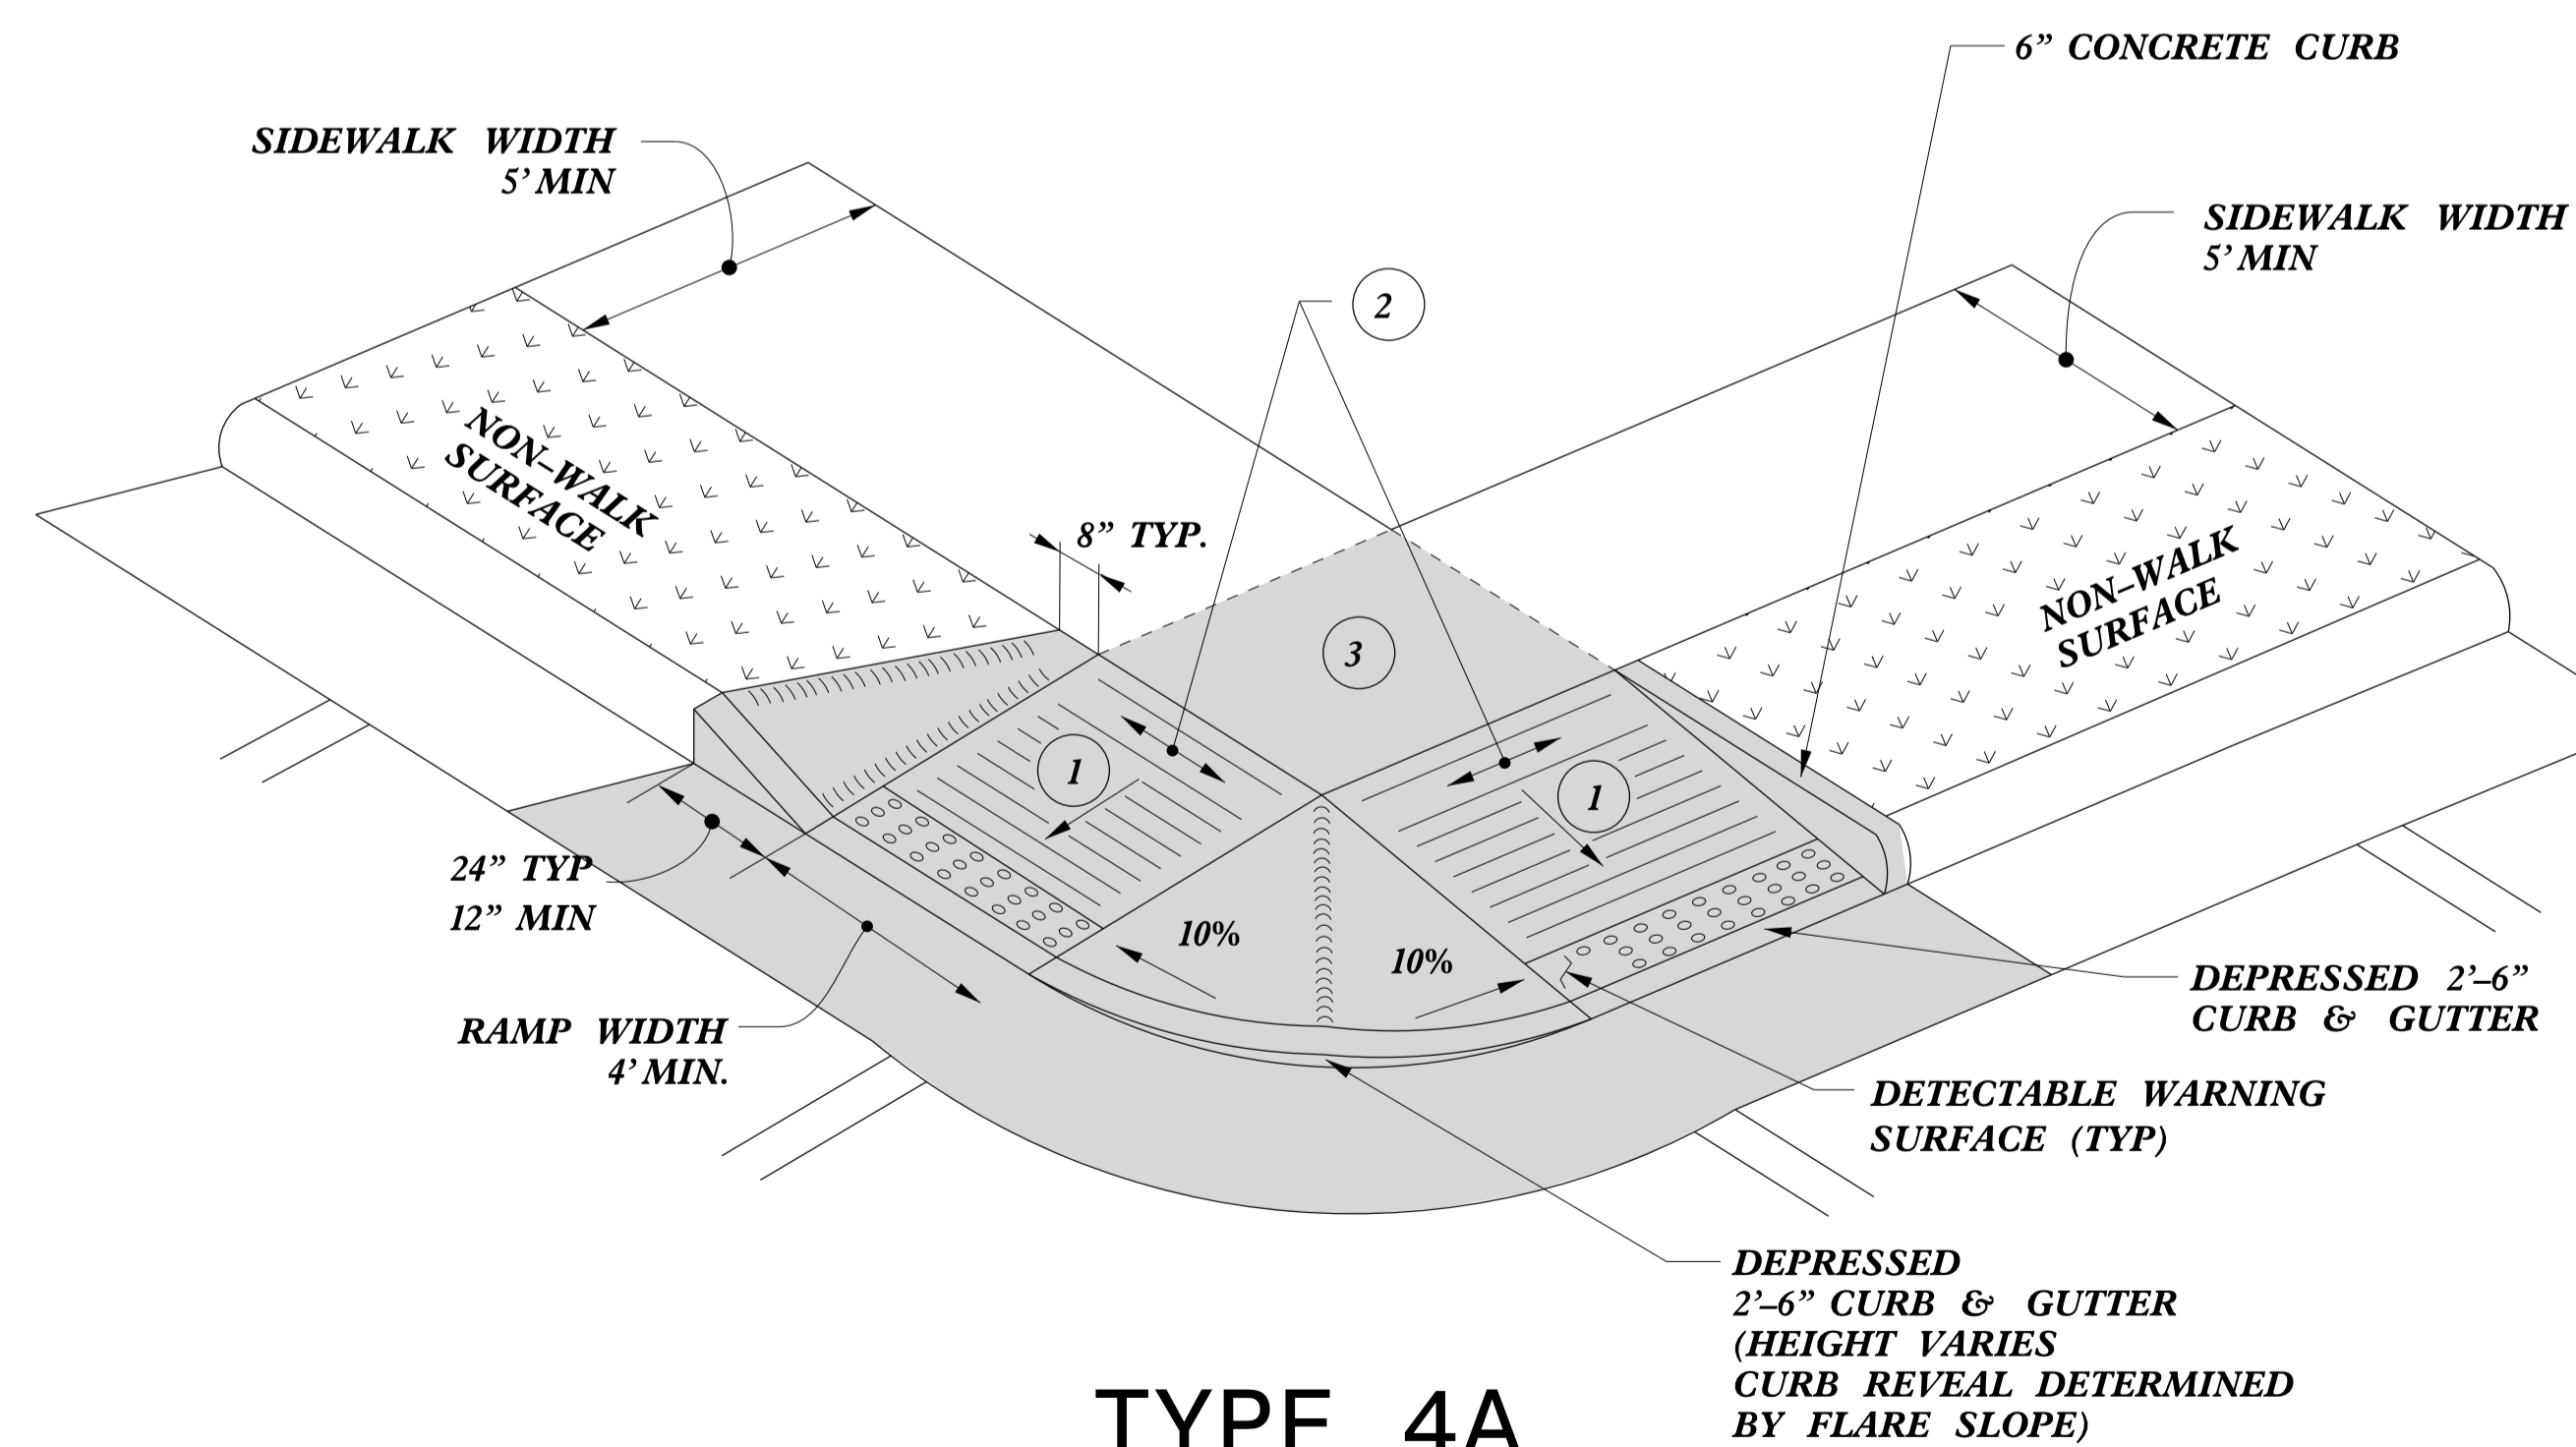 6” CONCRETE CURB
SIDEWALK WIDTH
5’ MIN
SIDEWALK WIDTH
5’ MIN
2
NON–WALK
SURFACE
8” TYP.
NON–WALK
SURFACE
3
1
1
24” TYP
12” MIN
10%
10%
RAMP WIDTH
4’ MIN.
DEPRESSED 2’–6”
CURB & GUTTER
DETECTABLE WARNING
SURFACE (TYP)
DEPRESSED
2’–6” CURB & GUTTER
(HEIGHT VARIES
CURB REVEAL DETERMINED
BY FLARE SLOPE)
TYPE 4A